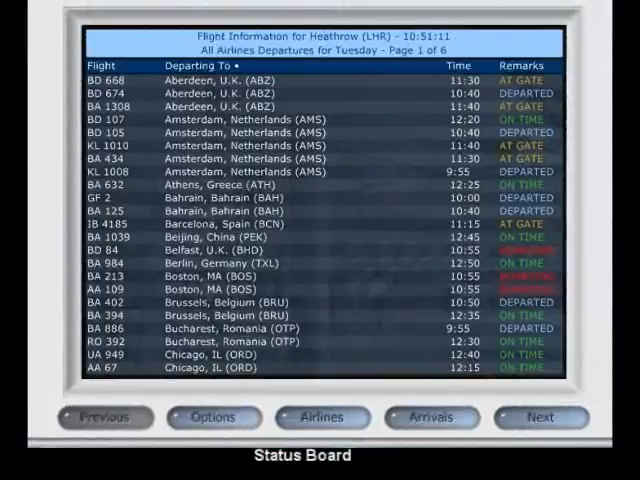 Flight Information for Heathrow (LHR) - 10:51:11
All Airlines Departures for Tuesday - Page 1 of 6
Flight Departing To Time Remarks
BD 668 Aberdeen, U.K. (ABZ) 11:30 AT GATE
BD 674 Aberdeen, U.K. (ABZ) 10:40 DEPARTED
BA 1308 Aberdeen, U.K. (ABZ) 11:40 AT GATE
BD 107 Amsterdam, Netherlands (AMS) 12:20 ON TIME
BD 105 Amsterdam, Netherlands (AMS) 10:40 DEPARTED
KL 1010 Amsterdam, Netherlands (AMS) 11:40 AT GATE
BA 434 Amsterdam, Netherlands (AMS) 11:30 AT GATE
KL 1008 Amsterdam, Netherlands (AMS) 9:55 DEPARTED
BA 632 Athens, Greece (ATH) 12:25 ON TIME
GF 2 Bahrain, Bahrain (BAH) 10:00 DEPARTED
BA 125 Bahrain, Bahrain (BAH) 10:40 DEPARTED
IB 4185 Barcelona, Spain (BCN) 11:15 AT GATE
BA 1039 Beijing, China (PEK) 12:45 ON TIME
BD 84 Belfast, U.K. (BHD) 10:55
BA 984 Berlin, Germany (TXL) 12:50 ON TIME
BA 213 Boston, MA (BOS) 10:55
AA 109 Boston, MA (BOS) 10:55
BA 402 Brussels, Belgium (BRU) 10:50 DEPARTED
BA 394 Brussels, Belgium (BRU) 12:35 ON TIME
BA 886 Bucharest, Romania (OTP) 9:55 DEPARTED
RO 392 Bucharest, Romania (OTP) 12:30 ON TIME
UA 949 Chicago, IL (ORD) 12:40 ON TIME
AA 67 Chicago, IL (ORD) 12:15 ON TIME
Previous Options Airlines Arrivals Next
Status Board